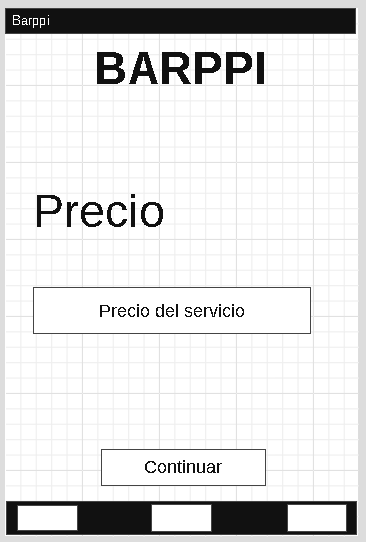 Barppi
BARPPI
Precio
Precio del servicio
Continuar